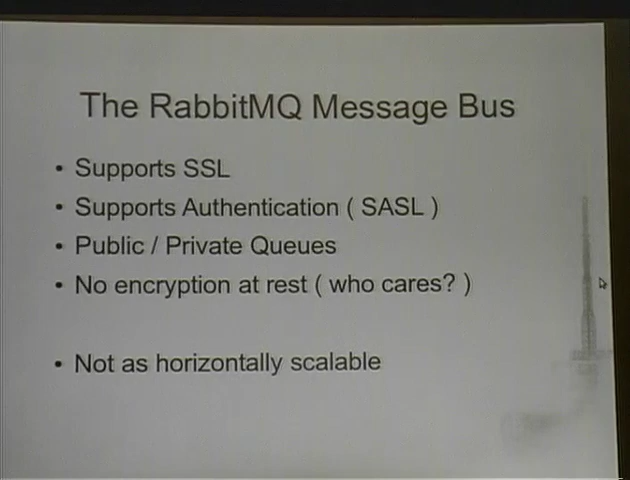 The RabbitMQ Message Bus
• Supports SSL
• Supports Authentication ( SASL )
• Public / Private Queues
• No encryption at rest ( who cares? )
• Not as horizontally scalable